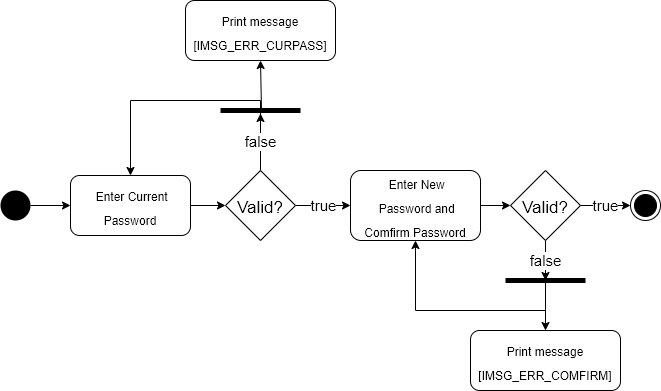 Print message
[IMSG_ERR_CURPASS]
false
Enter Current
Password
Valid?
true
Enter New
Password and
Comfirm Password
Valid?
true
false
Print message
[IMSG_ERR_COMFIRM]